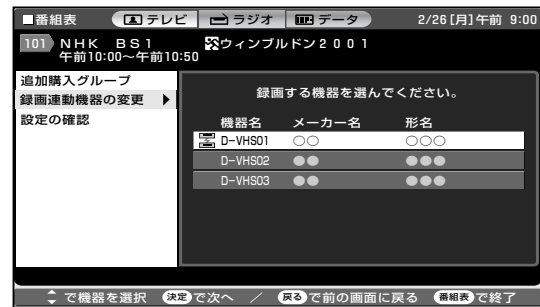 ■番組表 テレビ ラジオ データ 2/26[月]午前 9:00
101 NHK BS1 ウィンブルドン2001
午前10:00～午前10:50
追加購入グループ
録画連動機器の変更 ▶
設定の確認
録画する機器を選んでください。
機器名 メーカー名 形名
D-VHS01 ○○ ○○○
D-VHS02 ●● ●●●
D-VHS03 ●● ●●●
で機器を選択 決定で次へ ／ 戻るで前の画面に戻る 番組表で終了